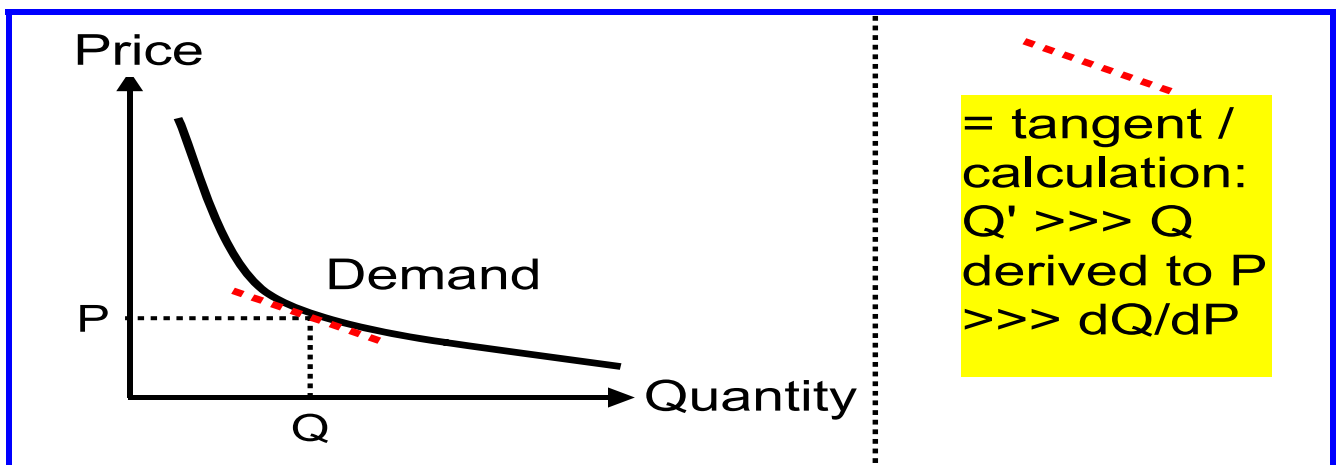 Price
Demand
P
Quantity
Q
= tangent /
calculation:
Q' >>> Q
derived to P
>>> dQ/dP